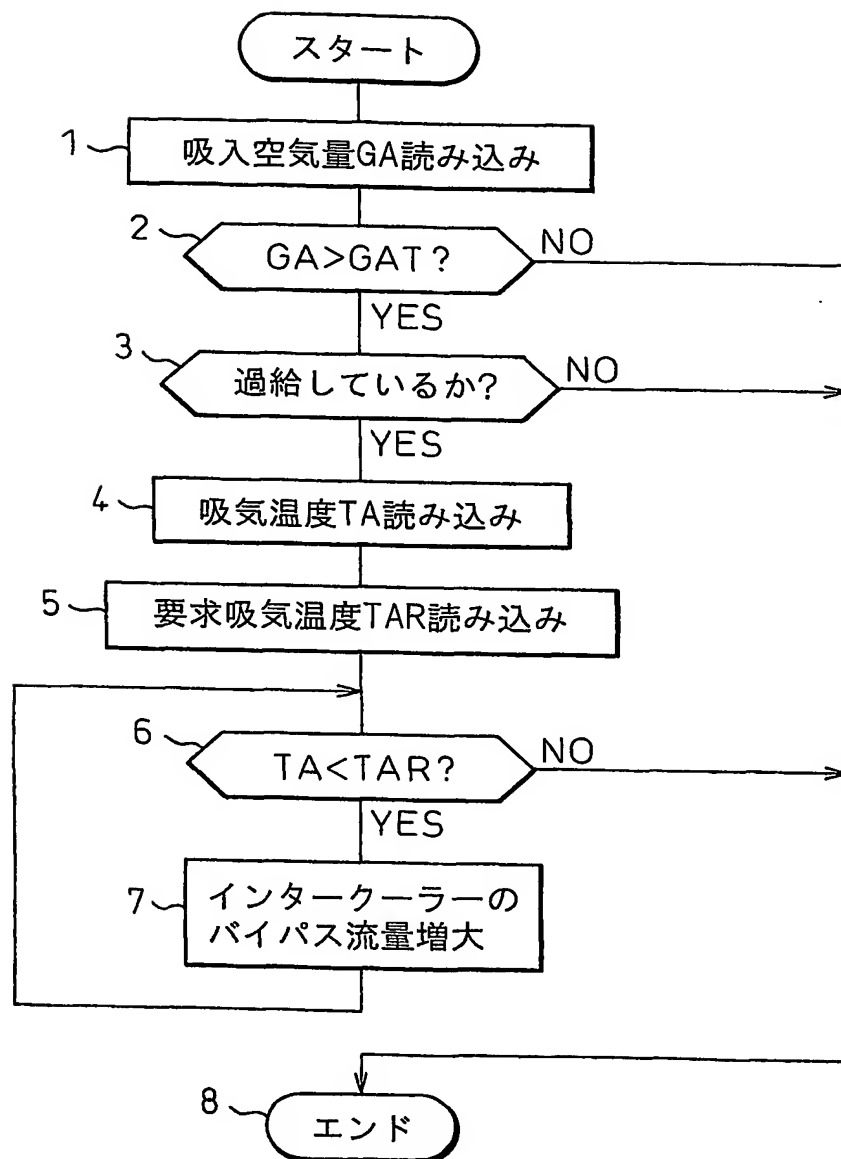 スタート
1
吸入空気量GA読み込み
2
GA>GAT?
NO
YES
3
過給しているか?
NO
YES
4
吸気温度TA読み込み
5
要求吸気温度TAR読み込み
6
TA<TAR?
NO
YES
7
インタークーラーの
バイパス流量増大
8
エンド